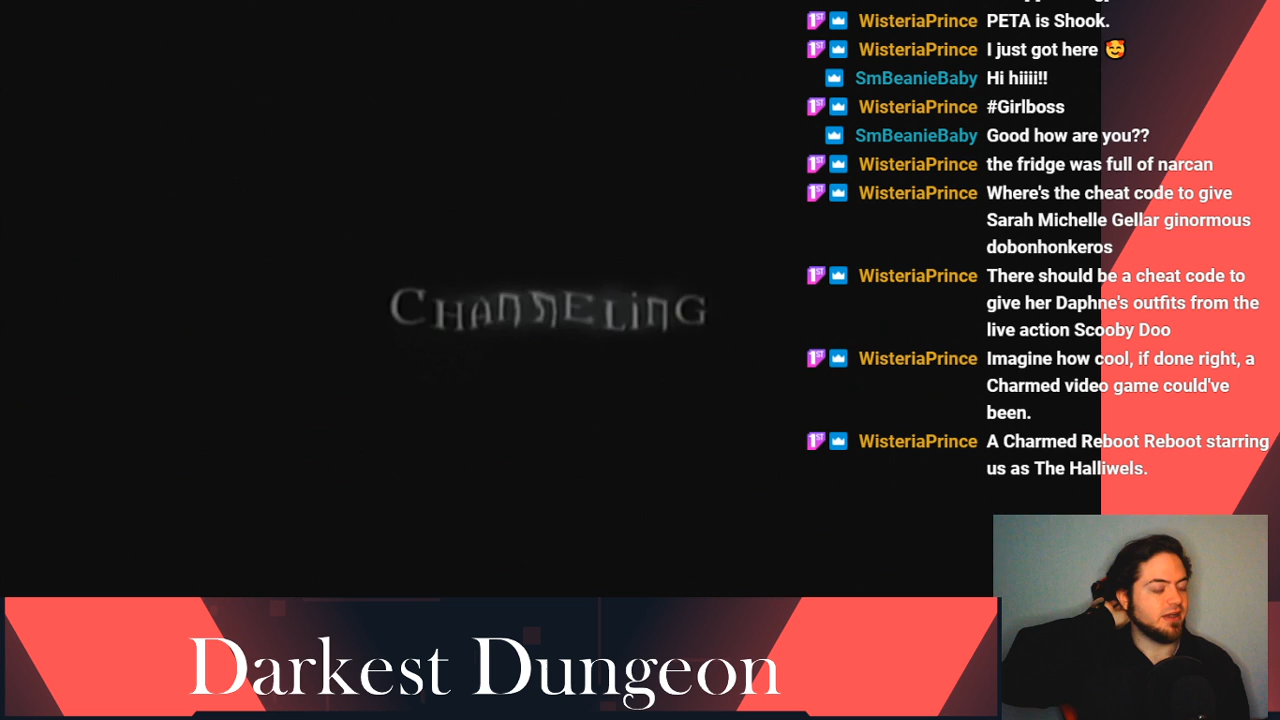 WisteriaPrince PETA is Shook.
WisteriaPrince I just got here 🥰
SmBeanieBaby Hi hiiii!!
WisteriaPrince #Girlboss
SmBeanieBaby Good how are you??
WisteriaPrince the fridge was full of narcan
WisteriaPrince Where's the cheat code to give
Sarah Michelle Gellar ginormous
dobonhonkeros
WisteriaPrince There should be a cheat code to
give her Daphne's outfits from the
live action Scooby Doo
WisteriaPrince Imagine how cool, if done right, a
Charmed video game could've
been.
WisteriaPrince A Charmed Reboot Reboot starring
us as The Halliwels.
CHANNELING
Darkest Dungeon